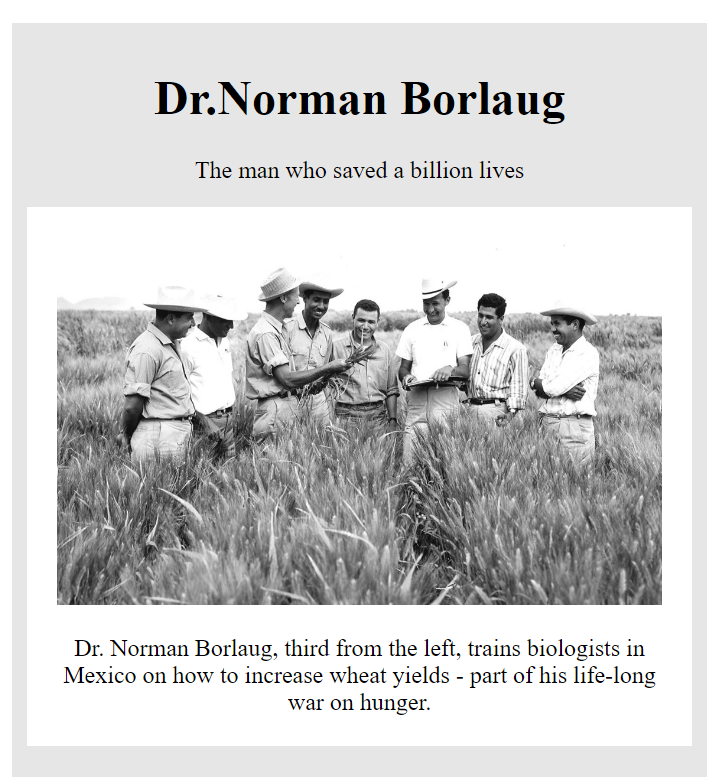 Dr.Norman Borlaug
The man who saved a billion lives
Dr. Norman Borlaug, third from the left, trains biologists in
Mexico on how to increase wheat yields - part of his life-long
war on hunger.